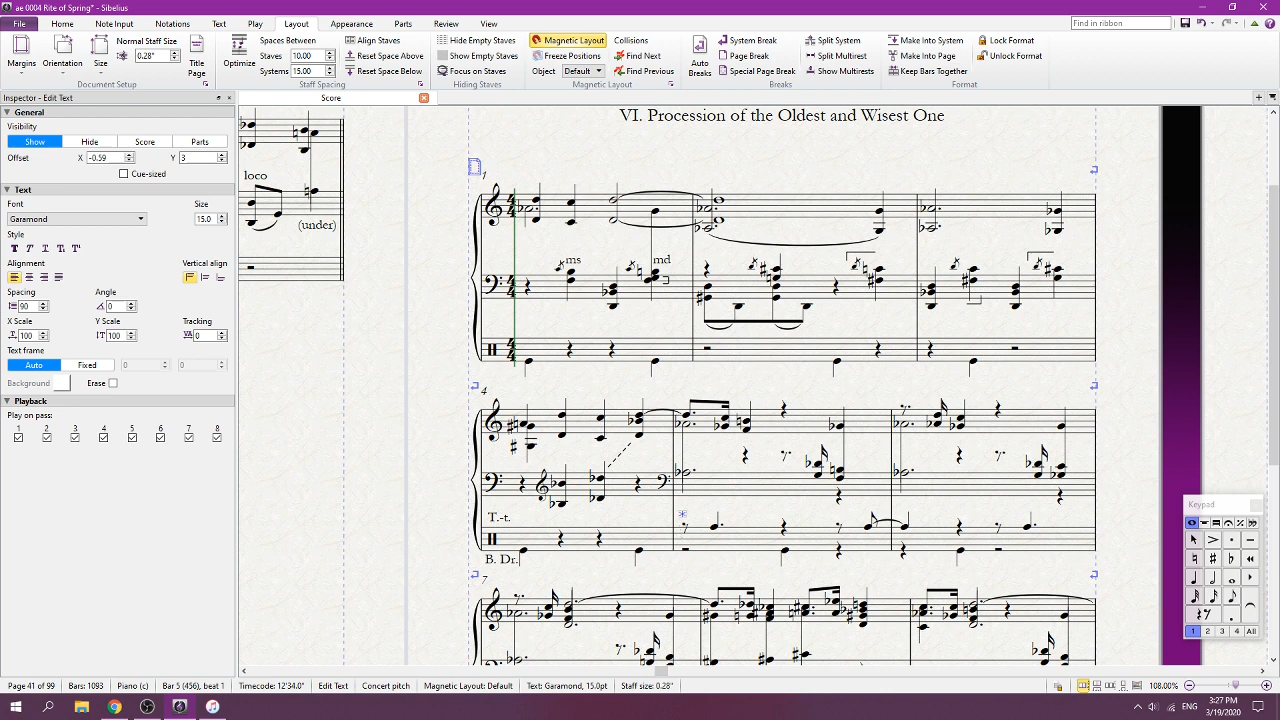 ae 0004 Rite of Spring* - Sibelius
File Home Note Input Notations Text Play Layout Appearance Parts Review View
Find in ribbon
Margins Orientation Size Normal Staff Size 0.28" Title Page
Document Setup
Optimize Spaces Between Staves 10.00 Systems 15.00 Align Staves Reset Space Above Reset Space Below
Staff Spacing
Hide Empty Staves Show Empty Staves Focus on Staves
Hiding Staves
Magnetic Layout Freeze Positions Object Default Collisions Find Next Find Previous
Magnetic Layout
Auto Breaks System Break Page Break Special Page Break Split System Split Multirest Show Multirests
Breaks
Make Into System Make Into Page Keep Bars Together Lock Format Unlock Format
Format
Inspector - Edit Text
General
Visibility
Show Hide Score Parts
Offset X -0.59 Y 3
Cue-sized
Text
Font Size
Garamond 15.0
Style
T T T T T
Alignment Vertical Align
Spacing Angle
90 0
X Scale Y Scale Tracking
100 100 0
Text frame
Auto Fixed 0 0
Background Erase
Playback
Play on pass:
1 2 3 4 5 6 7 8
Score
loco
(under)
VI. Procession of the Oldest and Wisest One
1
ms
md
4
T.-t.
B. Dr.
7
Keypad
1 2 3 4 All
Page 41 of 99 Bars: 1093 Piano (c) Bar 5 (456), beat 1 Timecode: 12'34.0" Edit Text Concert pitch Magnetic Layout: Default Text: Garamond, 15.0pt Staff size: 0.28" 108.00%
ENG 3:27 PM
3/19/2020